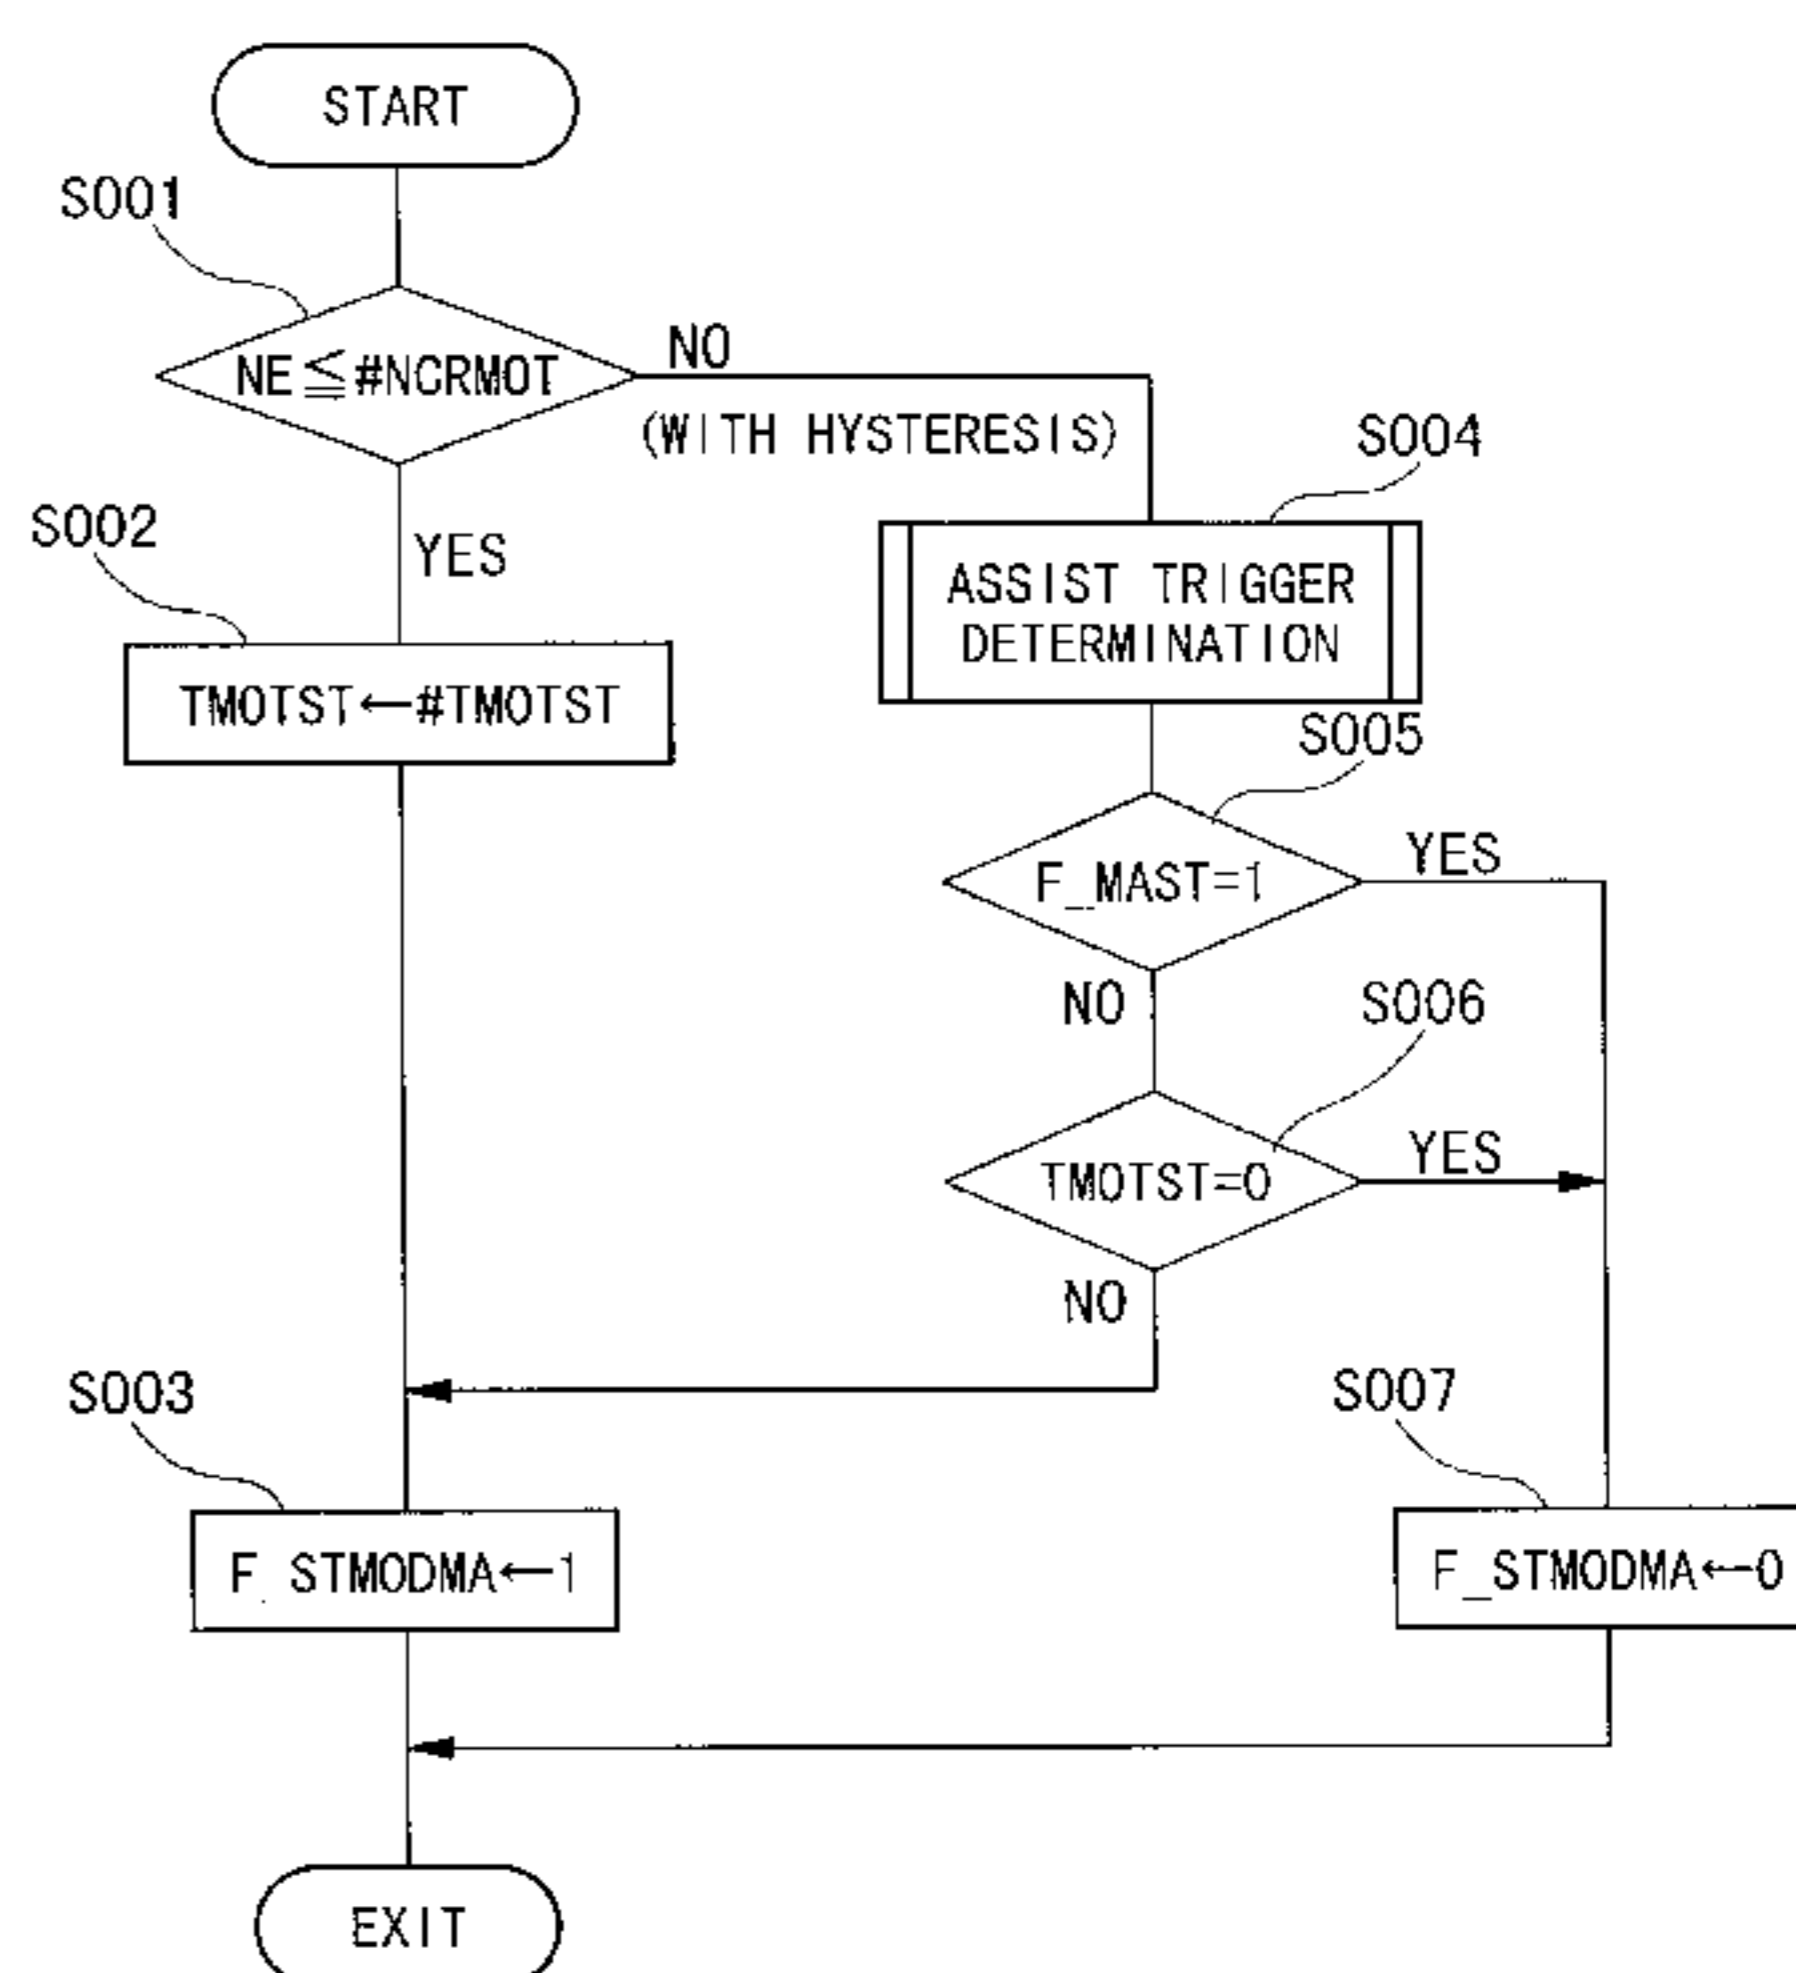 START
S001
NE≦#NCRMOT
NO
(WITH HYSTERESIS)
S004
S002
YES
ASSIST TRIGGER
DETERMINATION
TMOTST←#TMOTST
S005
F_MAST=1
YES
NO
S006
TMOTST=0
YES
NO
S003
S007
F_STMODMA←1
F_STMODMA←0
EXIT